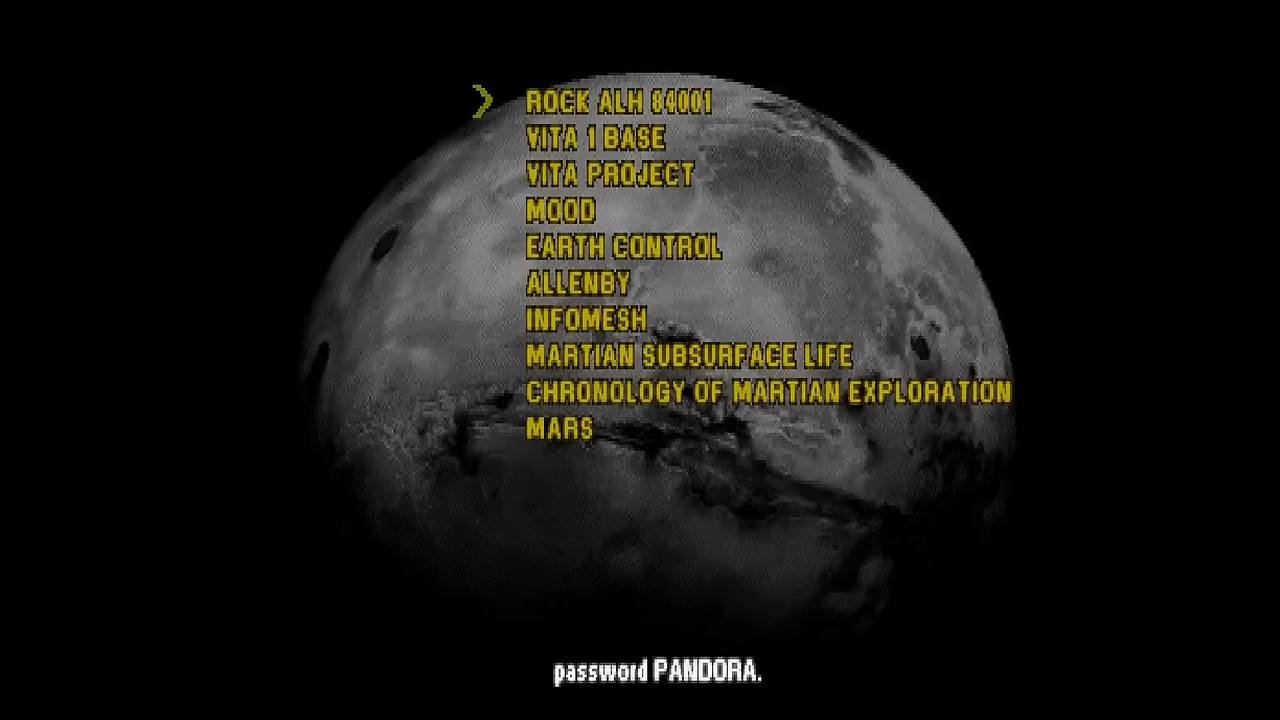 ROCK ALH 84001
VITA 1 BASE
VITA PROJECT
MOOD
EARTH CONTROL
ALLENBY
INFOMESH
MARTIAN SUBSURFACE LIFE
CHRONOLOGY OF MARTIAN EXPLORATION
MARS
password PANDORA.